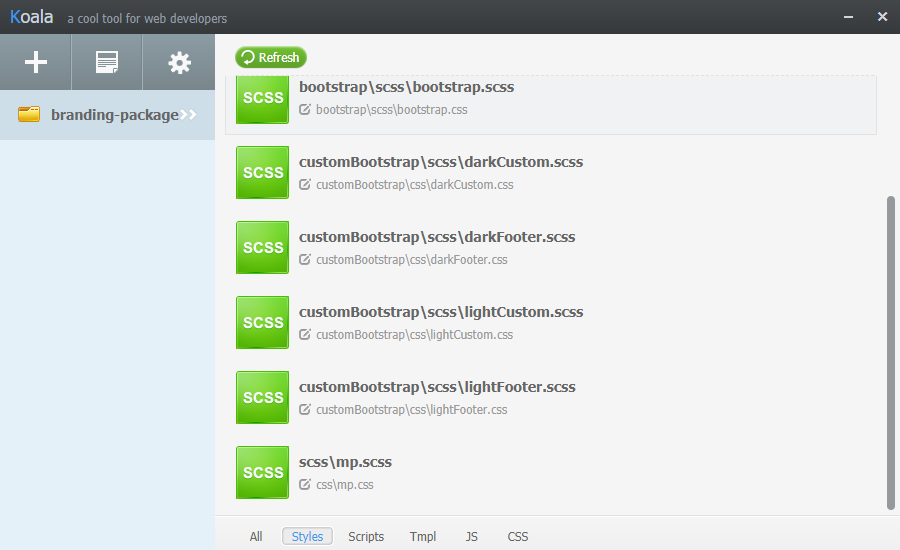 Koala a cool tool for web developers
branding-package
Refresh
SCSS
bootstrap\scss\bootstrap.scss
bootstrap\scss\bootstrap.css
SCSS
customBootstrap\scss\darkCustom.scss
customBootstrap\css\darkCustom.css
SCSS
customBootstrap\scss\darkFooter.scss
customBootstrap\css\darkFooter.css
SCSS
customBootstrap\scss\lightCustom.scss
customBootstrap\css\lightCustom.css
SCSS
customBootstrap\scss\lightFooter.scss
customBootstrap\css\lightFooter.css
SCSS
scss\mp.scss
css\mp.css
All Styles Scripts Tmpl JS CSS